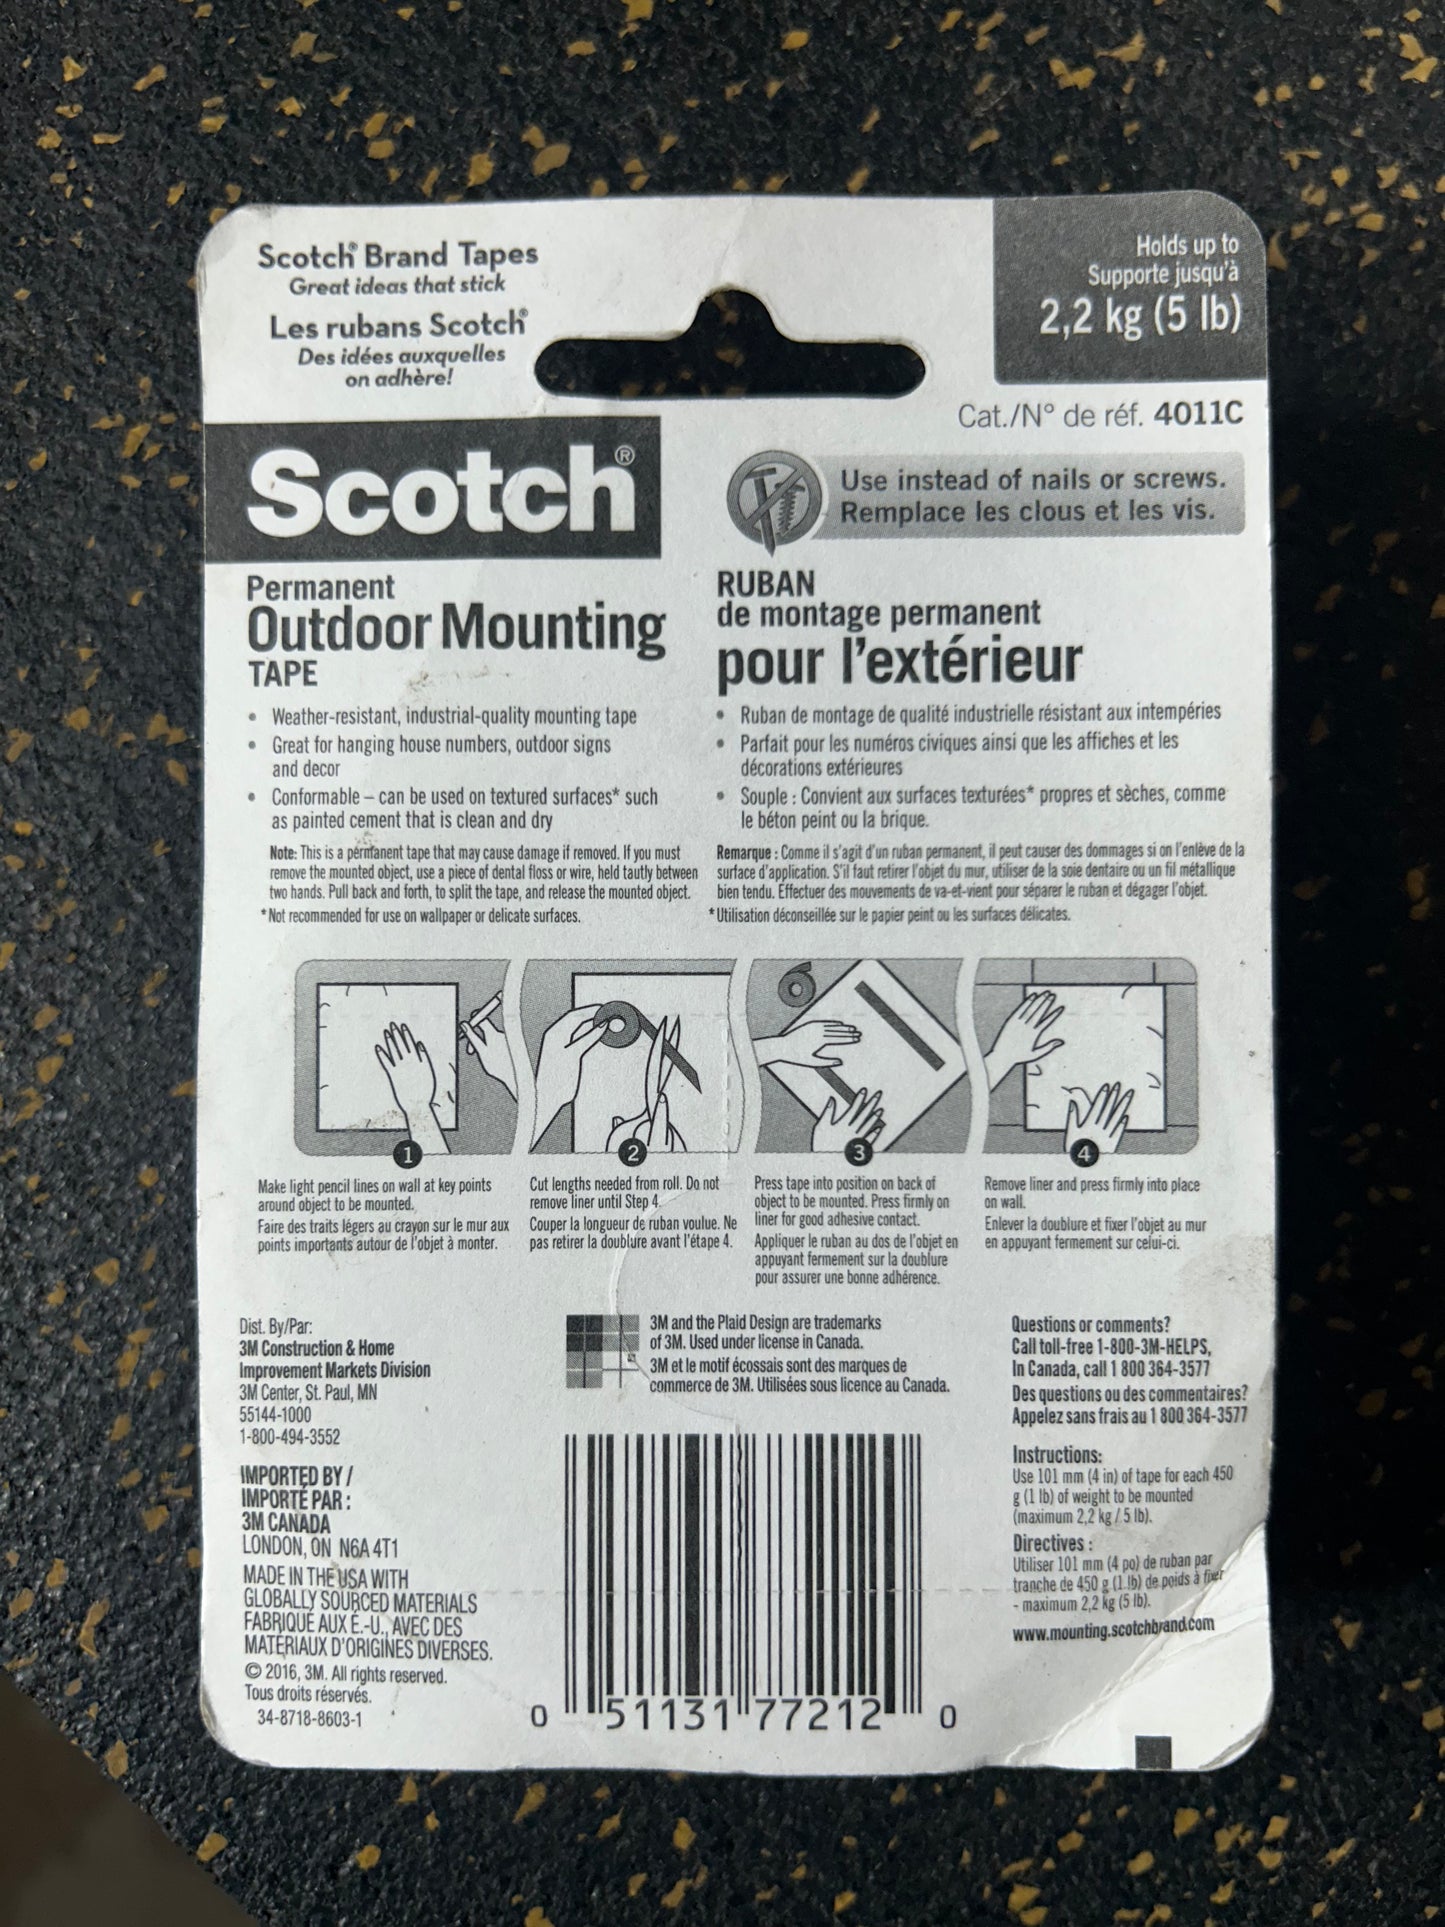 Scotch® Brand Tapes
Great ideas that stick
Les rubans Scotch®
Des idées auxquelles
on adhère!
Holds up to
Supporte jusqu'à
2,2 kg (5 lb)
Cat./N° de réf. 4011C
Scotch®
Use instead of nails or screws.
Remplace les clous et les vis.
Permanent
Outdoor Mounting
TAPE
• Weather-resistant, industrial-quality mounting tape
• Great for hanging house numbers, outdoor signs
and decor
• Conformable – can be used on textured surfaces* such
as painted cement that is clean and dry
Note: This is a permanent tape that may cause damage if removed. If you must
remove the mounted object, use a piece of dental floss or wire, held tautly between
two hands. Pull back and forth, to split the tape, and release the mounted object.
*Not recommended for use on wallpaper or delicate surfaces.
RUBAN
de montage permanent
pour l'extérieur
• Ruban de montage de qualité industrielle résistant aux intempéries
• Parfait pour les numéros civiques ainsi que les affiches et les
décorations extérieures
• Souple : Convient aux surfaces texturées* propres et sèches, comme
le béton peint ou la brique.
Remarque : Comme il s'agit d'un ruban permanent, il peut causer des dommages si on l'enlève de la
surface d'application. S'il faut retirer l'objet du mur, utiliser de la soie dentaire ou un fil métallique
bien tendu. Effectuer des mouvements de va-et-vient pour séparer le ruban et dégager l'objet.
*Utilisation déconseillée sur le papier peint ou les surfaces délicates.
1
Make light pencil lines on wall at key points
around object to be mounted.
Faire des traits légers au crayon sur le mur aux
points importants autour de l'objet à monter.
2
Cut lengths needed from roll. Do not
remove liner until Step 4.
Couper la longueur de ruban voulue. Ne
pas retirer la doublure avant l'étape 4.
3
Press tape into position on back of
object to be mounted. Press firmly on
liner for good adhesive contact.
Appliquer le ruban au dos de l'objet en
appuyant fermement sur la doublure
pour assurer une bonne adhérence.
4
Remove liner and press firmly into place
on wall.
Enlever la doublure et fixer l'objet au mur
en appuyant fermement sur celui-ci.
Dist. By/Par:
3M Construction & Home
Improvement Markets Division
3M Center, St. Paul, MN
55144-1000
1-800-494-3552
IMPORTED BY /
IMPORTÉ PAR :
3M CANADA
LONDON, ON N6A 4T1
MADE IN THE USA WITH
GLOBALLY SOURCED MATERIALS
FABRIQUÉ AUX É.-U., AVEC DES
MATERIAUX D'ORIGINES DIVERSES.
© 2016, 3M. All rights reserved.
Tous droits réservés.
34-8718-8603-1
3M and the Plaid Design are trademarks
of 3M. Used under license in Canada.
3M et le motif écossais sont des marques de
commerce de 3M. Utilisées sous licence au Canada.
0 51131 77212 0
Questions or comments?
Call toll-free 1-800-3M-HELPS,
In Canada, call 1 800 364-3577
Des questions ou des commentaires?
Appelez sans frais au 1 800 364-3577
Instructions:
Use 101 mm (4 in) of tape for each 450
g (1 lb) of weight to be mounted
(maximum 2,2 kg / 5 lb).
Directives :
Utiliser 101 mm (4 po) de ruban par
tranche de 450 g (1 lb) de poids à fixer
- maximum 2,2 kg (5 lb).
www.mounting.scotchbrand.com